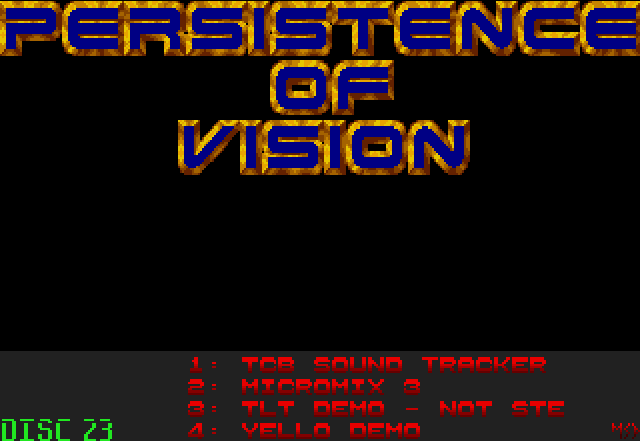 PERSISTENCE
OF
VISION
1: TCB SOUND TRACKER
2: MICROMIX 3
3: TLT DEMO - NOT STE
4: YELLO DEMO
DISC 23